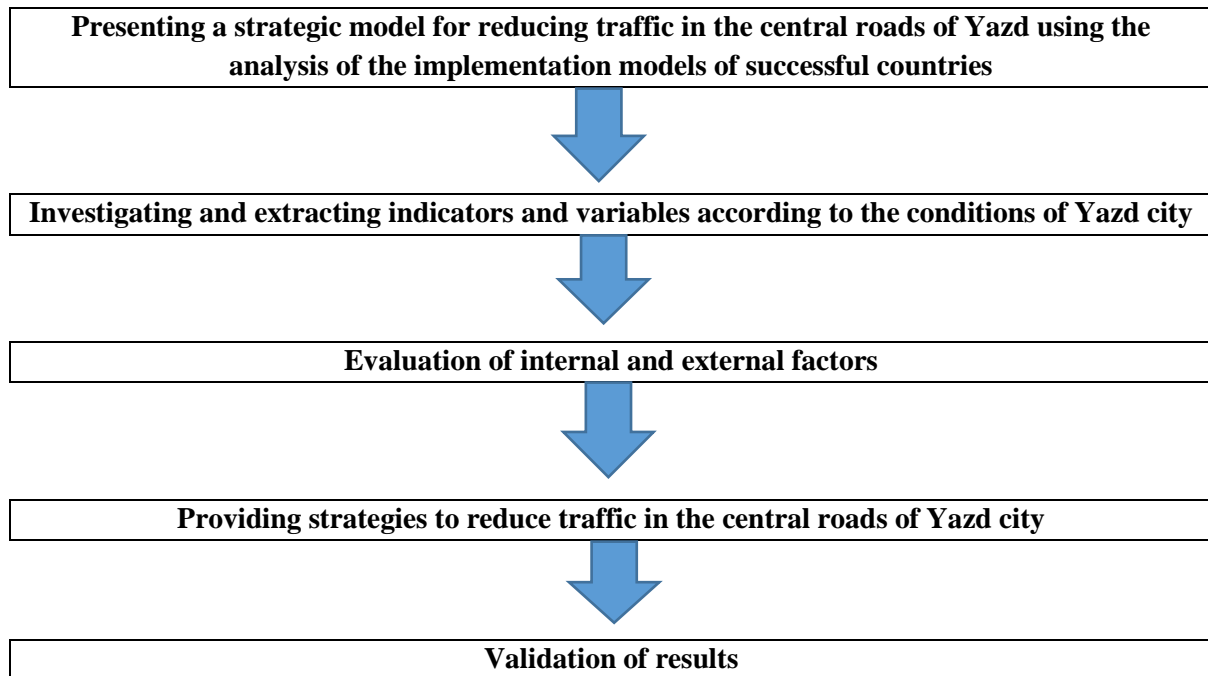 Presenting a strategic model for reducing traffic in the central roads of Yazd using the
analysis of the implementation models of successful countries
Investigating and extracting indicators and variables according to the conditions of Yazd city
Evaluation of internal and external factors
Providing strategies to reduce traffic in the central roads of Yazd city
Validation of results